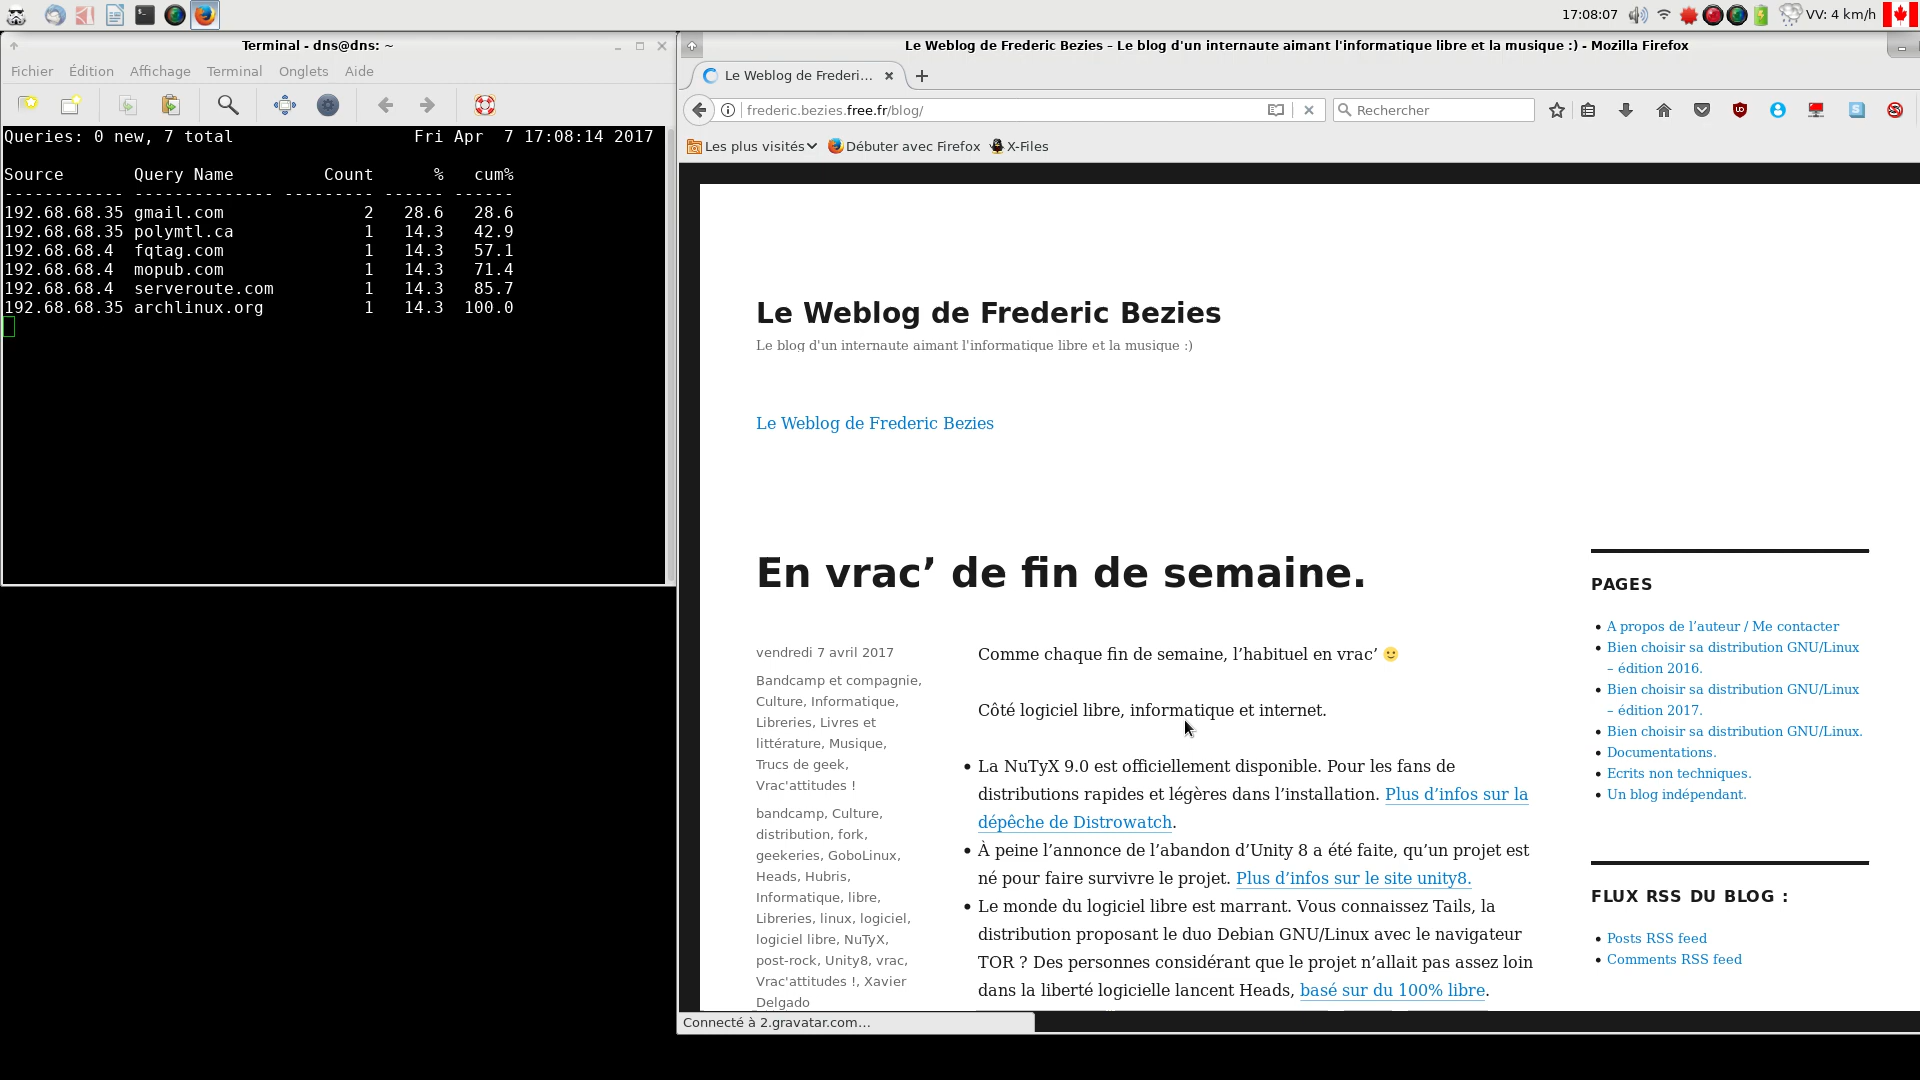 17:08:07 VV: 4 km/h
Terminal - dns@dns: ~
Fichier Édition Affichage Terminal Onglets Aide
Queries: 0 new, 7 total Fri Apr 7 17:08:14 2017
Source Query Name Count % cum%
------------ -------------- --------- ------ ------
192.68.68.35 gmail.com 2 28.6 28.6
192.68.68.35 polymtl.ca 1 14.3 42.9
192.68.68.4 fqtag.com 1 14.3 57.1
192.68.68.4 mopub.com 1 14.3 71.4
192.68.68.4 serveroute.com 1 14.3 85.7
192.68.68.35 archlinux.org 1 14.3 100.0
Le Weblog de Frederic Bezies – Le blog d'un internaute aimant l'informatique libre et la musique :) - Mozilla Firefox
Le Weblog de Frederi...
frederic.bezies.free.fr/blog/
Rechercher
Les plus visités Débuter avec Firefox X-Files
Le Weblog de Frederic Bezies
Le blog d'un internaute aimant l'informatique libre et la musique :)
Le Weblog de Frederic Bezies
En vrac’ de fin de semaine.
vendredi 7 avril 2017
Bandcamp et compagnie,
Culture, Informatique,
Libreries, Livres et
littérature, Musique,
Trucs de geek,
Vrac'attitudes !
bandcamp, Culture,
distribution, fork,
geekeries, GoboLinux,
Heads, Hubris,
Informatique, libre,
Libreries, linux, logiciel,
logiciel libre, NuTyX,
post-rock, Unity8, vrac,
Vrac'attitudes !, Xavier
Delgado
Comme chaque fin de semaine, l’habituel en vrac’ 🙂
Côté logiciel libre, informatique et internet.
• La NuTyX 9.0 est officiellement disponible. Pour les fans de
distributions rapides et légères dans l’installation. Plus d’infos sur la
dépêche de Distrowatch.
• À peine l’annonce de l’abandon d’Unity 8 a été faite, qu’un projet est
né pour faire survivre le projet. Plus d’infos sur le site unity8.
• Le monde du logiciel libre est marrant. Vous connaissez Tails, la
distribution proposant le duo Debian GNU/Linux avec le navigateur
TOR ? Des personnes considérant que le projet n’allait pas assez loin
dans la liberté logicielle lancent Heads, basé sur du 100% libre.
PAGES
• A propos de l’auteur / Me contacter
• Bien choisir sa distribution GNU/Linux
– édition 2016.
• Bien choisir sa distribution GNU/Linux
– édition 2017.
• Bien choisir sa distribution GNU/Linux.
• Documentations.
• Ecrits non techniques.
• Un blog indépendant.
FLUX RSS DU BLOG :
• Posts RSS feed
• Comments RSS feed
Connecté à 2.gravatar.com…